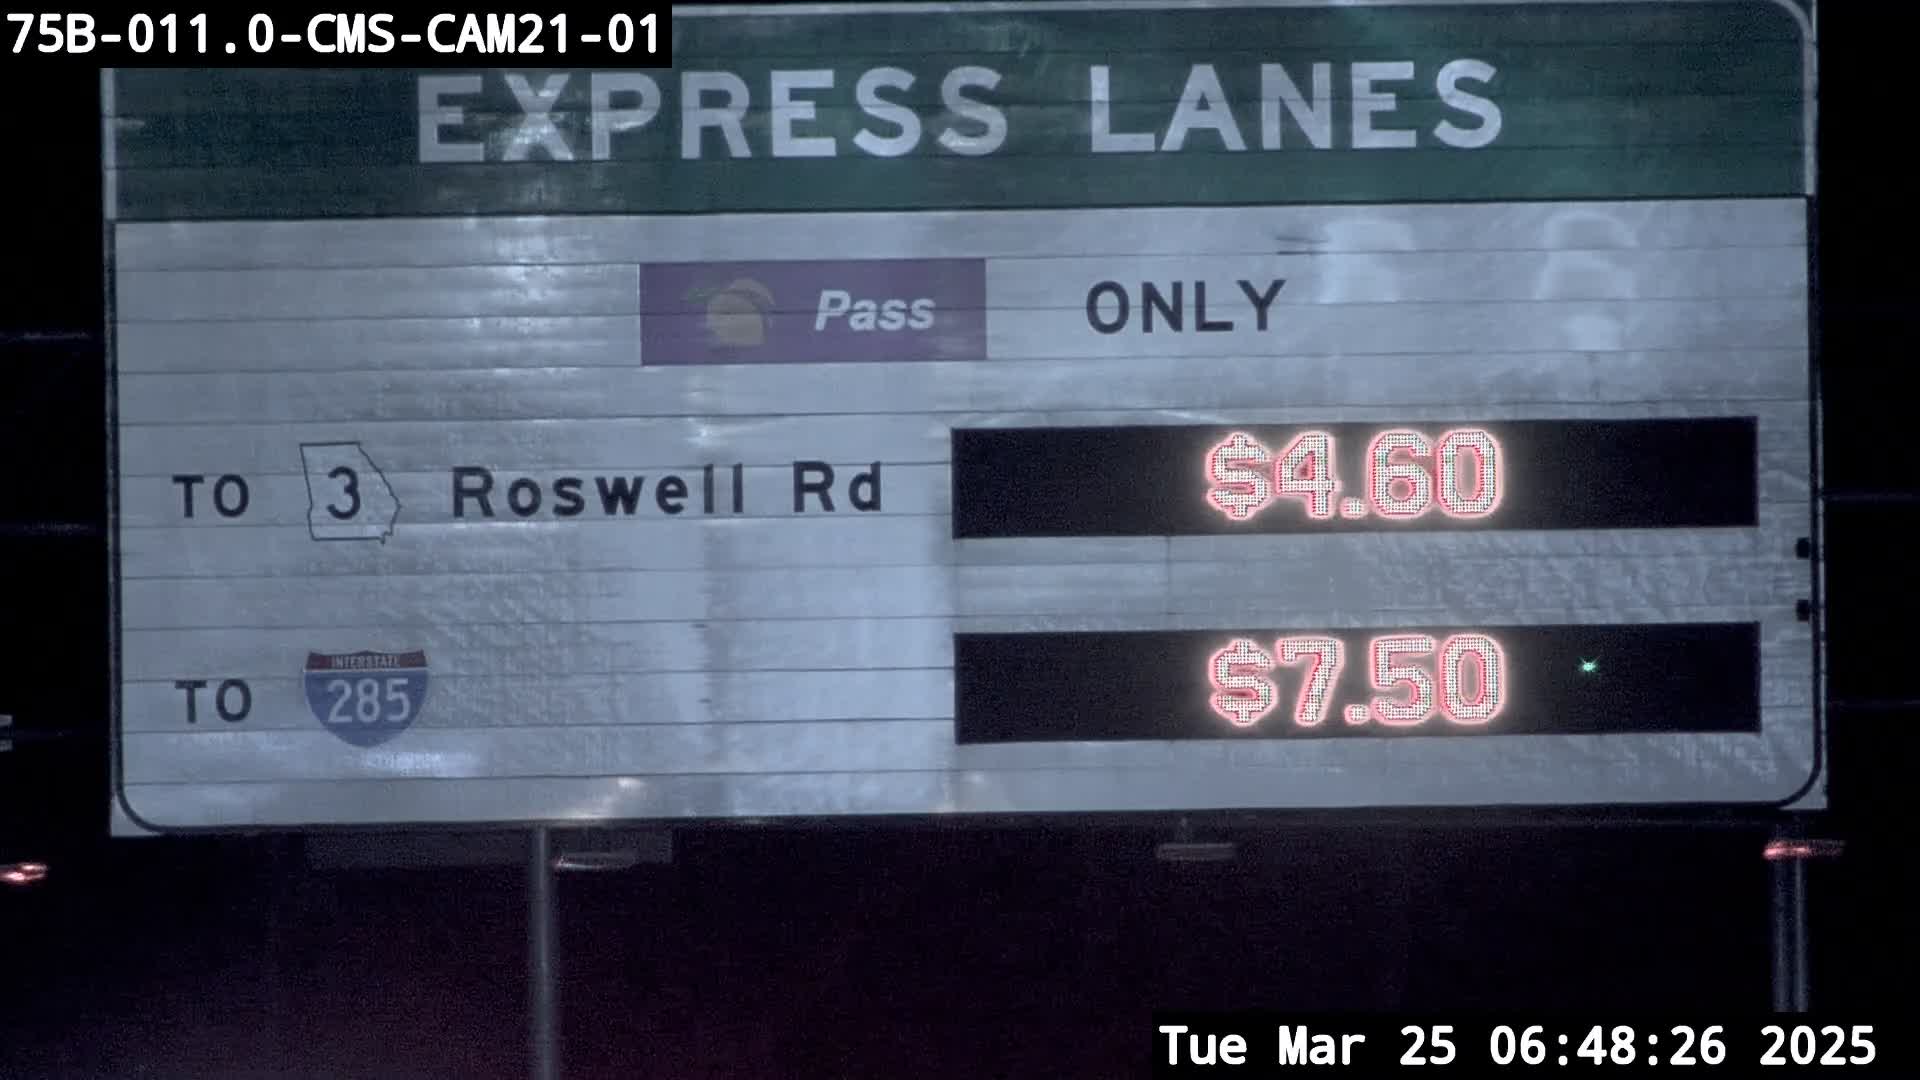 75B-011.0-CMS-CAM21-01
EXPRESS LANES
Pass ONLY
TO 3 Roswell Rd $4.60
TO INTERSTATE 285 $7.50
Tue Mar 25 06:48:26 2025